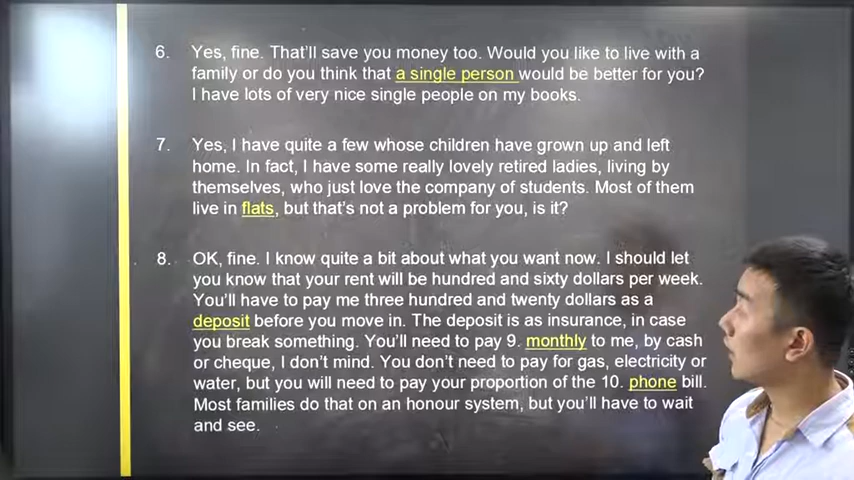 6. Yes, fine. That'll save you money too. Would you like to live with a
family or do you think that a single person would be better for you?
I have lots of very nice single people on my books.
7. Yes, I have quite a few whose children have grown up and left
home. In fact, I have some really lovely retired ladies, living by
themselves, who just love the company of students. Most of them
live in flats, but that's not a problem for you, is it?
8. OK, fine. I know quite a bit about what you want now. I should let
you know that your rent will be hundred and sixty dollars per week.
You'll have to pay me three hundred and twenty dollars as a
deposit before you move in. The deposit is as insurance, in case
you break something. You'll need to pay 9. monthly to me, by cash
or cheque, I don't mind. You don't need to pay for gas, electricity or
water, but you will need to pay your proportion of the 10. phone bill.
Most families do that on an honour system, but you'll have to wait
and see.